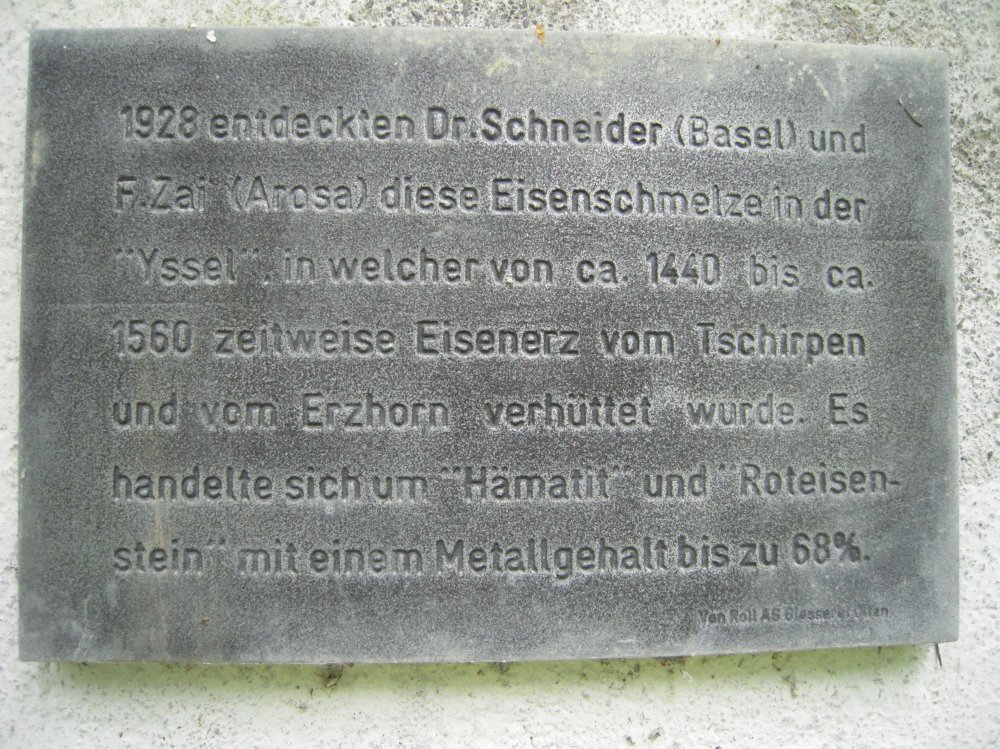 1928 entdeckten Dr.Schneider (Basel) und
F.Zai (Arosa) diese Eisenschmelze in der
"Yssel", in welcher von ca. 1440 bis ca.
1560 zeitweise Eisenerz vom Tschirpen
und vom Erzhorn verhüttet wurde. Es
handelte sich um "Hämatit" und "Roteisen-
stein" mit einem Metallgehalt bis zu 68%.
Von Roll AG Giesserei Olten